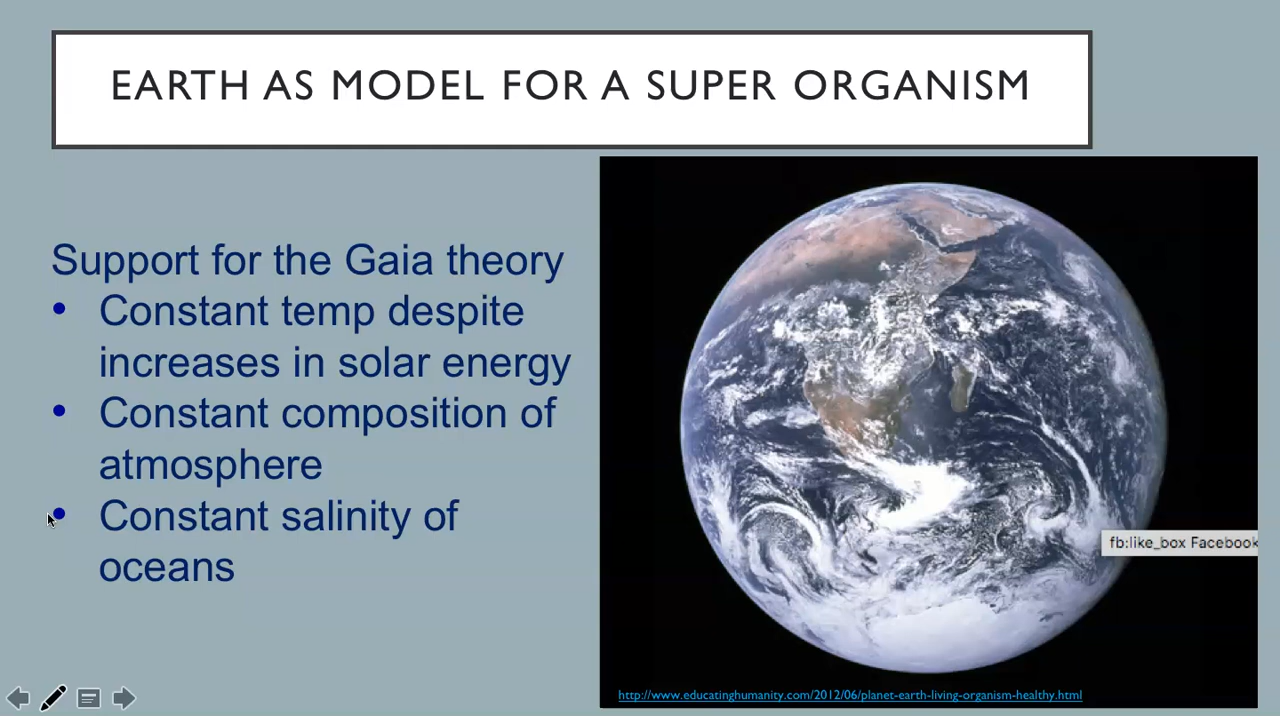 EARTH AS MODEL FOR A SUPER ORGANISM
Support for the Gaia theory
• Constant temp despite
increases in solar energy
• Constant composition of
atmosphere
• Constant salinity of
oceans
fb:like_box Facebook
http://www.educatinghumanity.com/2012/06/planet-earth-living-organism-healthy.html